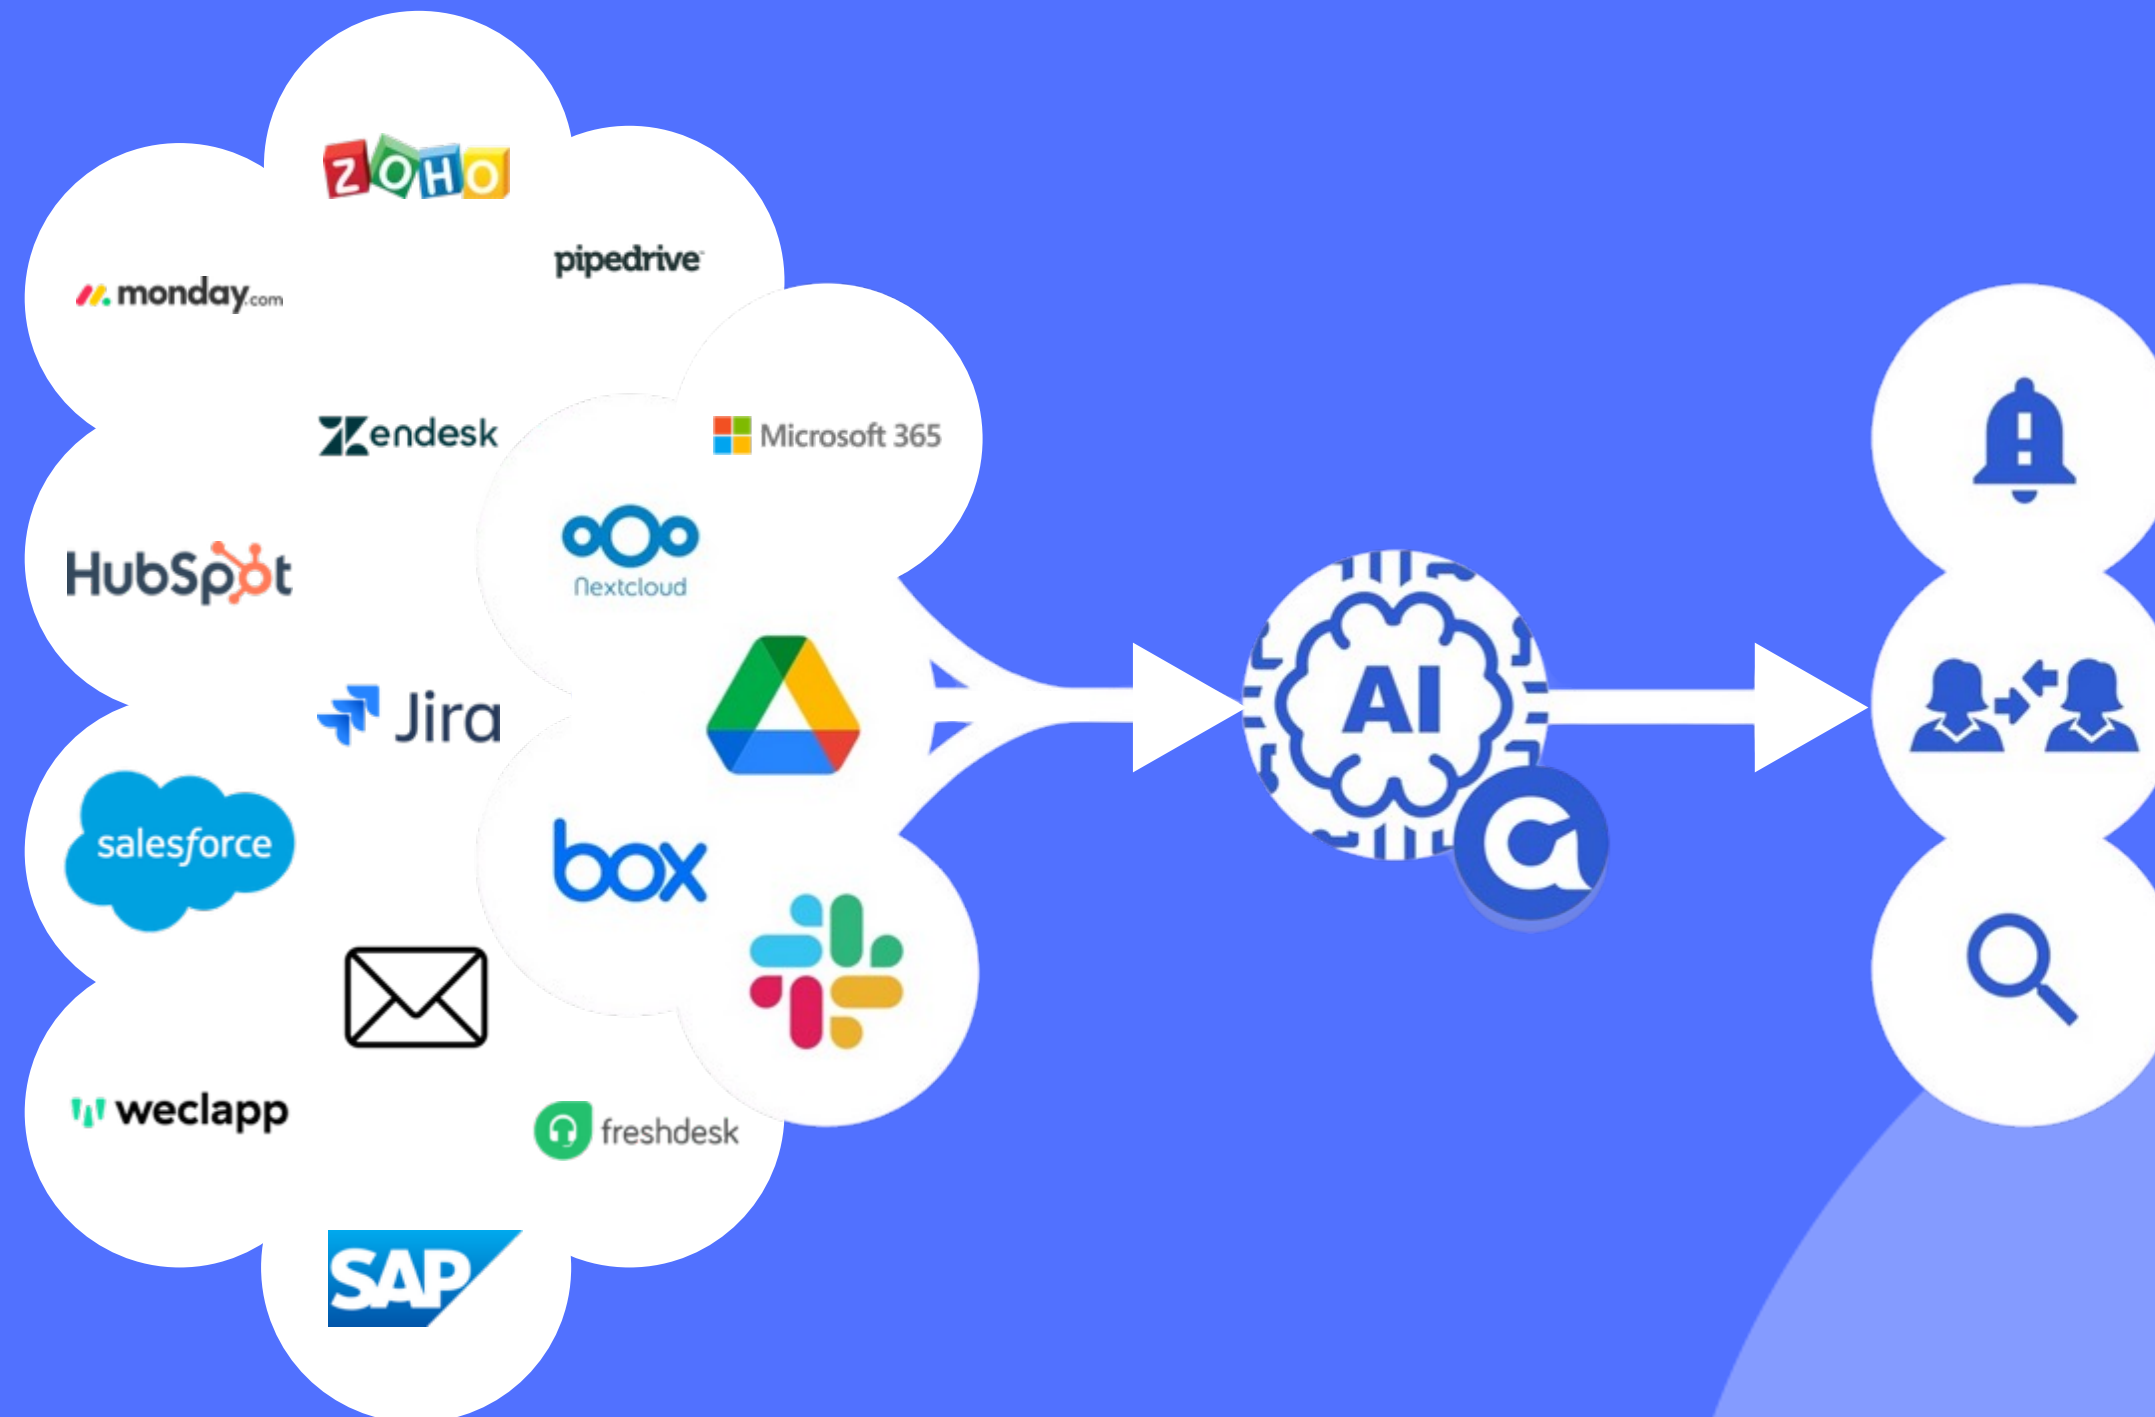 ZOHO
pipedrive
monday.com
zendesk
Microsoft 365
Nextcloud
HubSpot
AI
Jira
salesforce
box
weclapp
freshdesk
SAP